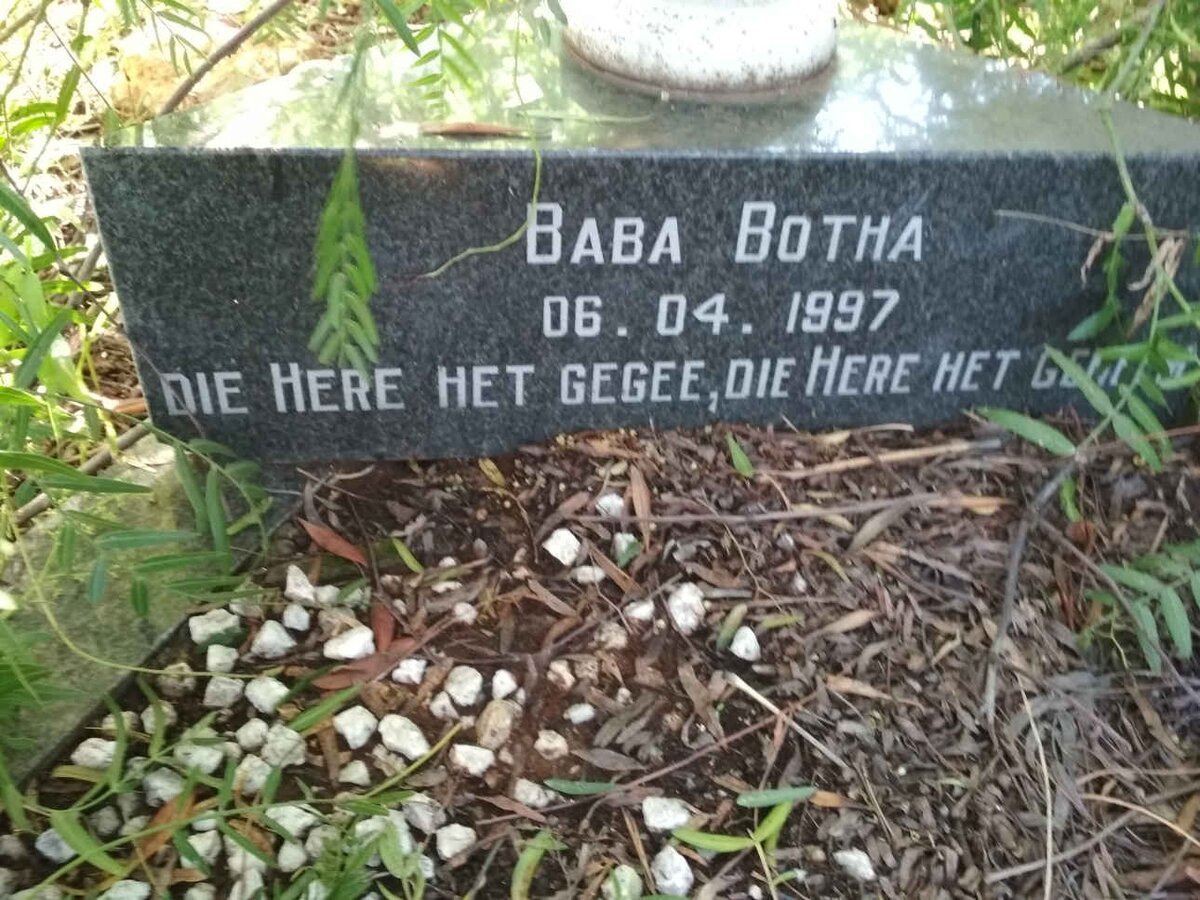 BABA BOTHA
06. 04. 1997
DIE HERE HET GEGEE, DIE HERE HET